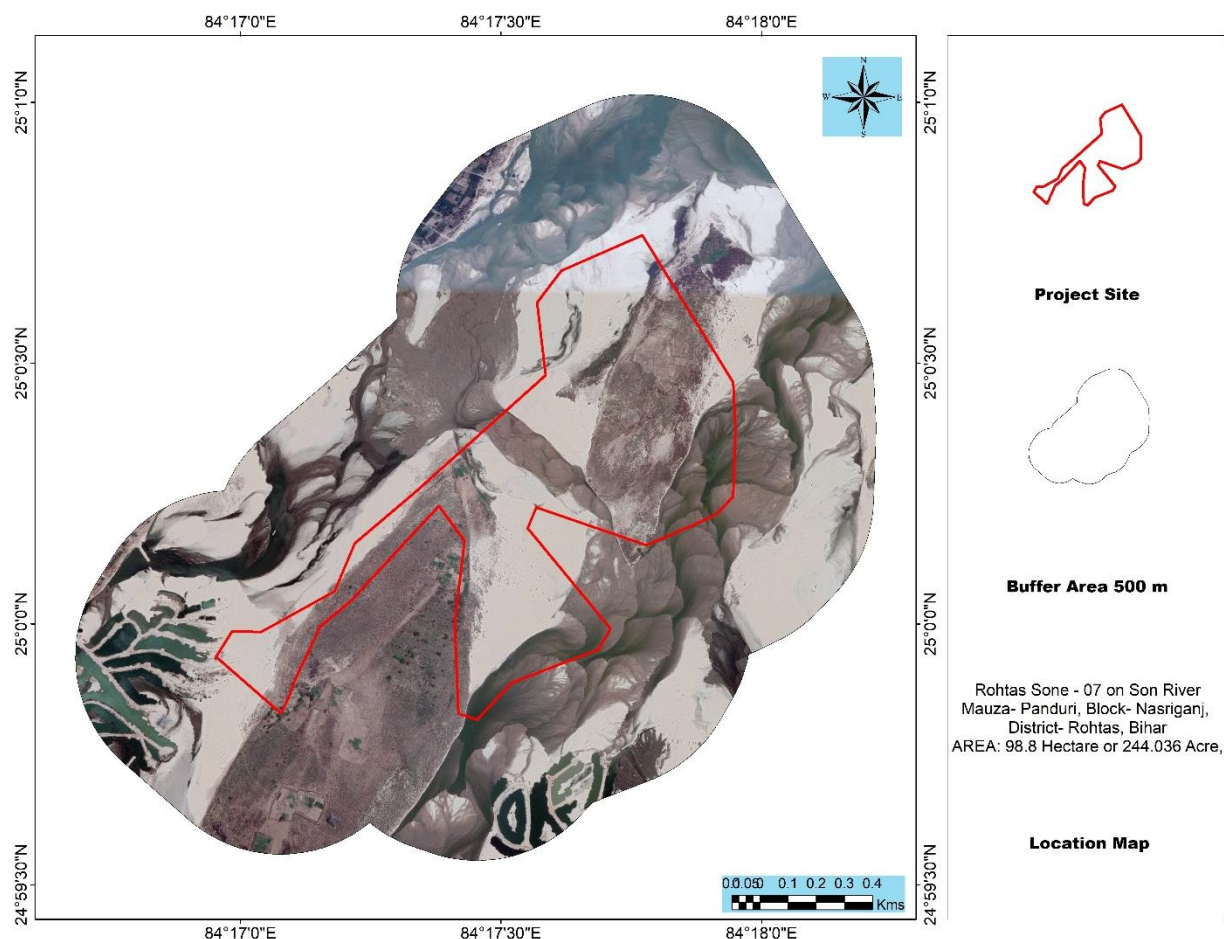 84°17'0"E 84°17'30"E 84°18'0"E
25°1'0"N
25°0'30"N
25°0'0"N
24°59'30"N
N
W E
S
25°1'0"N
25°0'30"N
25°0'0"N
24°59'30"N
0.1 0.2 0.3 0.4
Kms
84°17'0"E 84°17'30"E 84°18'0"E
Project Site
Buffer Area 500 m
Rohtas Sone - 07 on Son River
Mauza- Panduri, Block- Nasriganj,
District- Rohtas, Bihar
AREA: 98.8 Hectare or 244.036 Acre,
Location Map